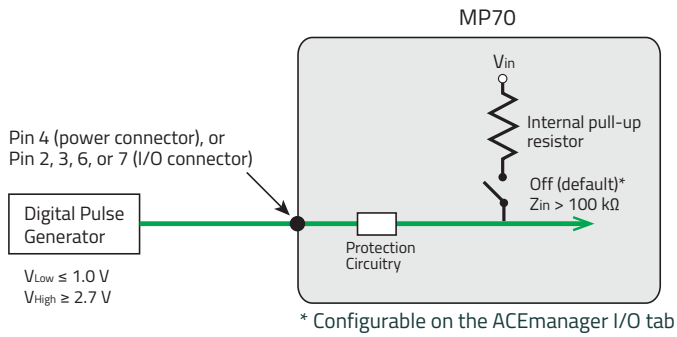 MP70
Vin
Internal pull-up
resistor
Pin 4 (power connector), or
Pin 2, 3, 6, or 7 (I/O connector)
Off (default)*
Zin > 100 kΩ
Digital Pulse
Generator
Protection
Circuitry
VLow ≤ 1.0 V
VHigh ≥ 2.7 V
* Configurable on the ACEmanager I/O tab